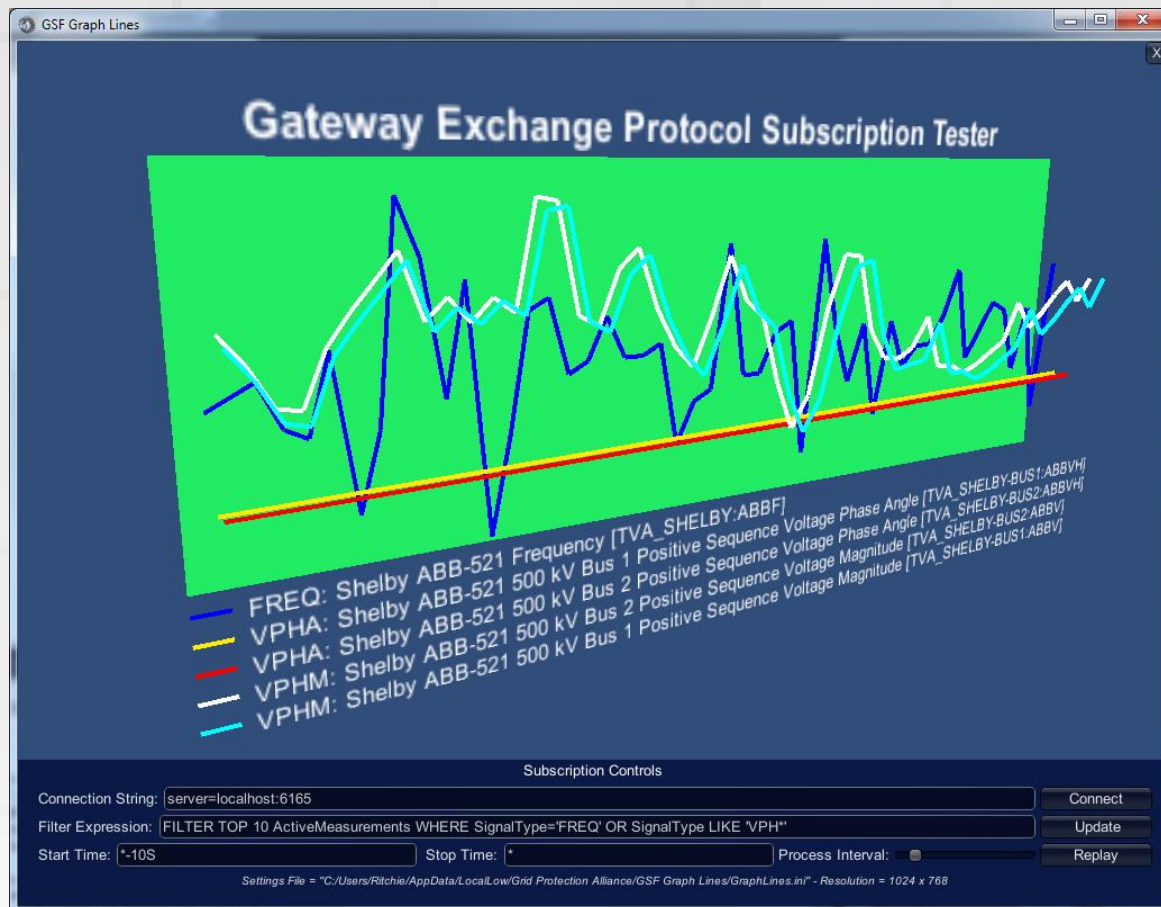 GSF Graph Lines
X
Gateway Exchange Protocol Subscription Tester
FREQ: Shelby ABB-521 Frequency [TVA_SHELBY:ABBF]
VPHA: Shelby ABB-521 500 kV Bus 1 Positive Sequence Voltage Phase Angle [TVA_SHELBY-BUS1:ABBVH]
VPHA: Shelby ABB-521 500 kV Bus 2 Positive Sequence Voltage Phase Angle [TVA_SHELBY-BUS2:ABBVH]
VPHM: Shelby ABB-521 500 kV Bus 2 Positive Sequence Voltage Magnitude [TVA_SHELBY-BUS2:ABBV]
VPHM: Shelby ABB-521 500 kV Bus 1 Positive Sequence Voltage Magnitude [TVA_SHELBY-BUS1:ABBV]
Subscription Controls
Connection String: server=localhost:6165 Connect
Filter Expression: FILTER TOP 10 ActiveMeasurements WHERE SignalType='FREQ' OR SignalType LIKE 'VPH*' Update
Start Time: *-10S Stop Time: * Process Interval: Replay
Settings File = "C:/Users/Ritchie/AppData/LocalLow/Grid Protection Alliance/GSF Graph Lines/GraphLines.ini" - Resolution = 1024 x 768